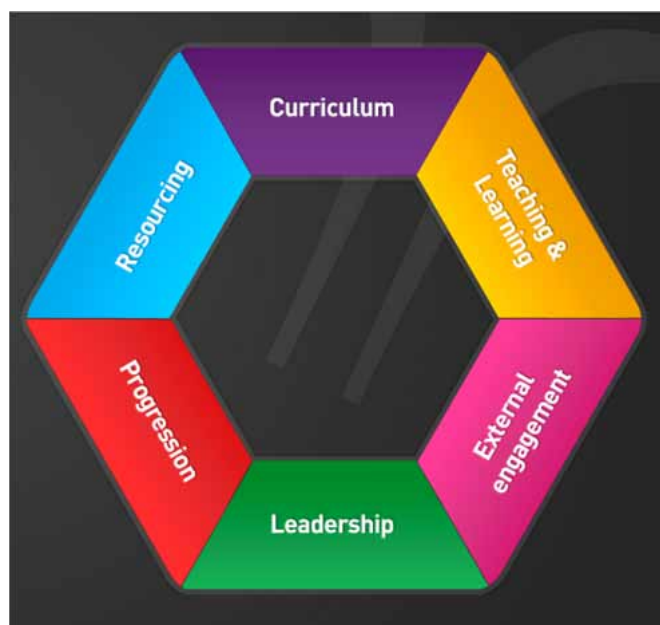 Curriculum
Teaching &
Learning
External
engagement
Leadership
Progression
Resourcing